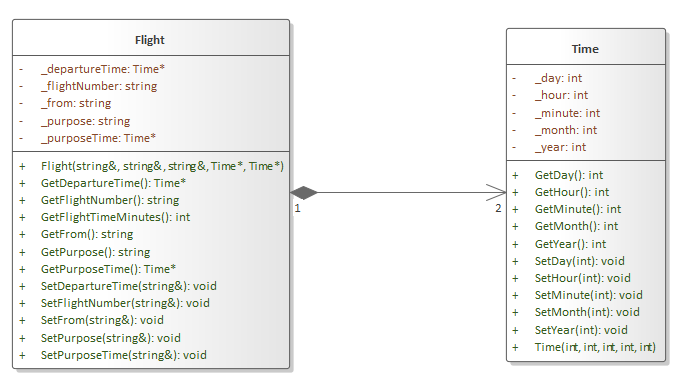 Flight
- _departureTime: Time*
- _flightNumber: string
- _from: string
- _purpose: string
- _purposeTime: Time*
+ Flight(string&, string&, string&, Time*, Time*)
+ GetDepartureTime(): Time*
+ GetFlightNumber(): string
+ GetFlightTimeMinutes(): int
+ GetFrom(): string
+ GetPurpose(): string
+ GetPurposeTime(): Time*
+ SetDepartureTime(string&): void
+ SetFlightNumber(string&): void
+ SetFrom(string&): void
+ SetPurpose(string&): void
+ SetPurposeTime(string&): void
1
2
Time
- _day: int
- _hour: int
- _minute: int
- _month: int
- _year: int
+ GetDay(): int
+ GetHour(): int
+ GetMinute(): int
+ GetMonth(): int
+ GetYear(): int
+ SetDay(int): void
+ SetHour(int): void
+ SetMinute(int): void
+ SetMonth(int): void
+ SetYear(int): void
+ Time(int, int, int, int, int)